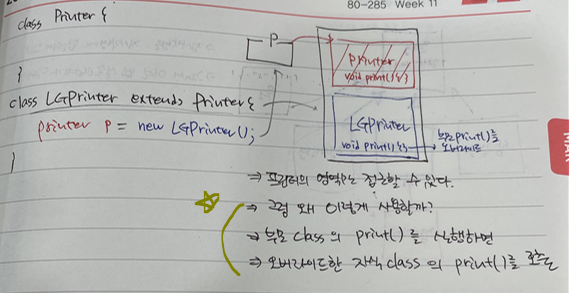 80-285 Week 11
class Printer {
}
class LGPrinter extends Printer {
printer p = new LGPrinter();
}
P
printer
void print() {}
LGPrinter
void print() {}
부모 print()를
오버라이드
⇒ 프린터의 영역만 접근할 수 있다.
⇒ 그럼 왜 이렇게 사용할까?
⇒ 부모 class의 print()를 실행하면
⇒ 오버라이드한 자식 class의 print()를 호출